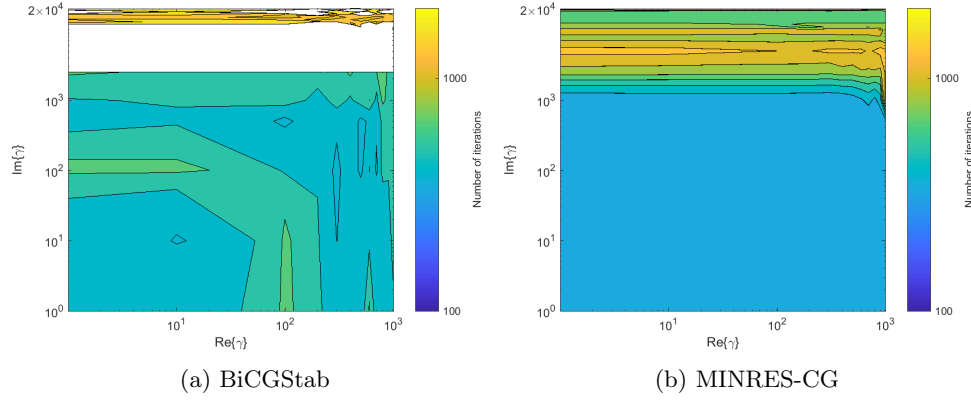 2×10⁴
10³
10²
10¹
10⁰
Im{γ}
10¹
10²
10³
Re{γ}
1000
100
Number of iterations
(a) BiCGStab
2×10⁴
10³
10²
10¹
10⁰
Im{γ}
10¹
10²
10³
Re{γ}
1000
100
Number of iterations
(b) MINRES-CG